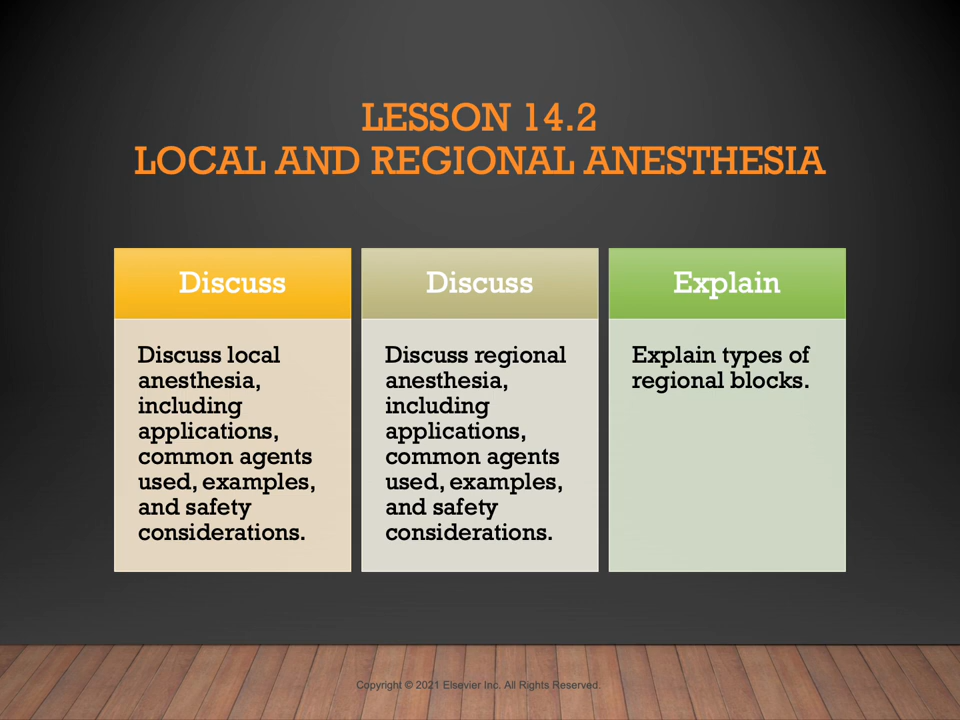 LESSON 14.2
LOCAL AND REGIONAL ANESTHESIA
Discuss
Discuss local
anesthesia,
including
applications,
common agents
used, examples,
and safety
considerations.
Discuss
Discuss regional
anesthesia,
including
applications,
common agents
used, examples,
and safety
considerations.
Explain
Explain types of
regional blocks.
Copyright © 2021 Elsevier Inc. All Rights Reserved.